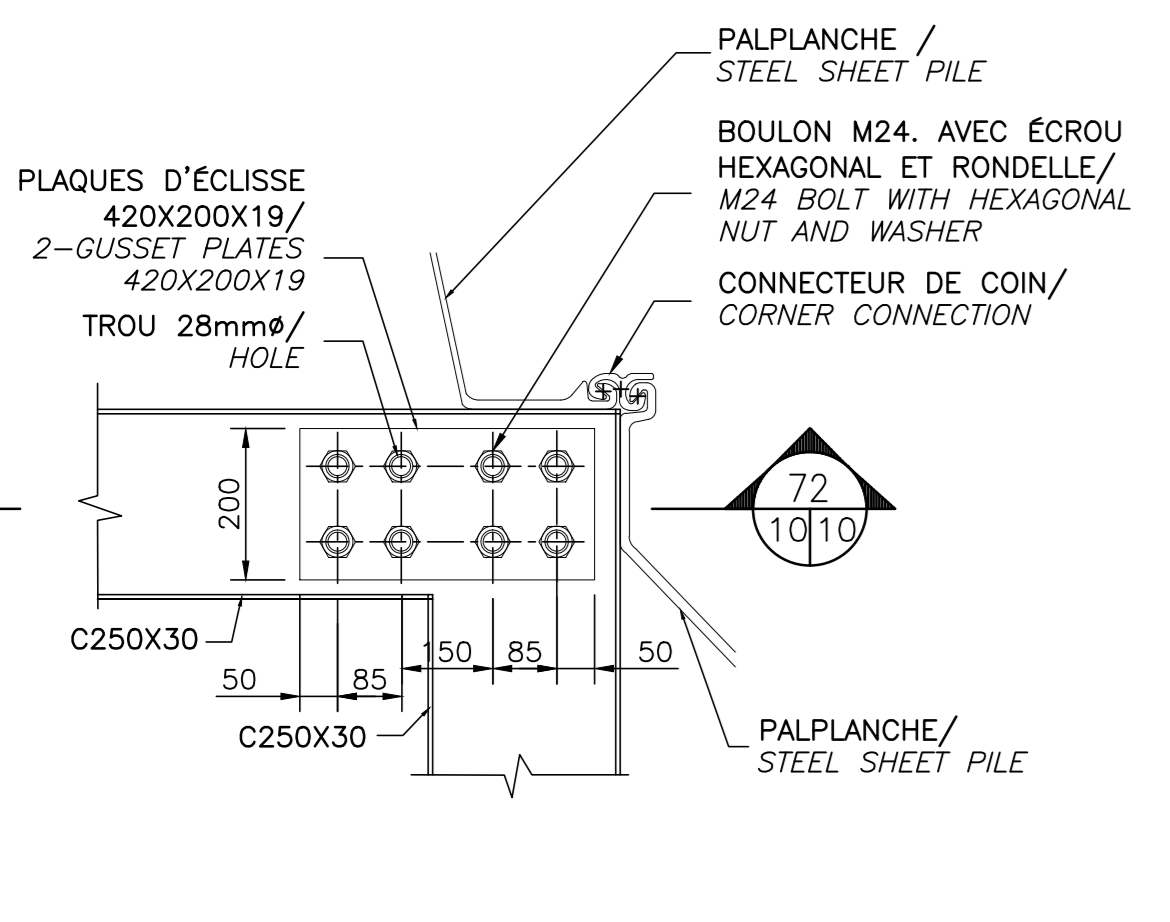 PALPLANCHE /
STEEL SHEET PILE
BOULON M24. AVEC ÉCROU
HEXAGONAL ET RONDELLE/
M24 BOLT WITH HEXAGONAL
NUT AND WASHER
CONNECTEUR DE COIN/
CORNER CONNECTION
PLAQUES D'ÉCLISSE
420X200X19/
2-GUSSET PLATES
420X200X19
TROU 28mmø/
HOLE
200
72
10 10
C250X30
150 85 50
50 85
C250X30
PALPLANCHE/
STEEL SHEET PILE